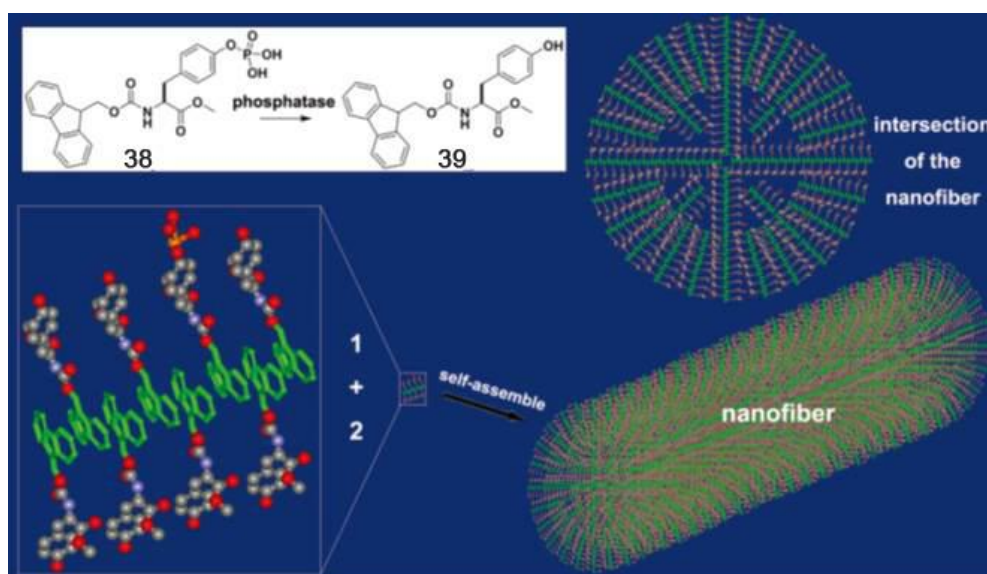 O
O
P
OH
OH
O
O
N
H
O
O
phosphatase
38
OH
O
O
N
H
O
O
39
intersection
of the
nanofiber
1
+
2
self-assemble
nanofiber